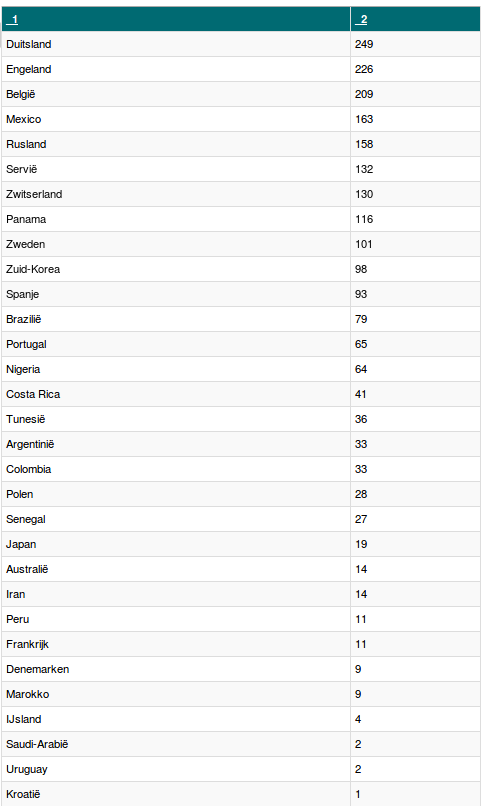 _1 _2
Duitsland 249
Engeland 226
België 209
Mexico 163
Rusland 158
Servië 132
Zwitserland 130
Panama 116
Zweden 101
Zuid-Korea 98
Spanje 93
Brazilië 79
Portugal 65
Nigeria 64
Costa Rica 41
Tunesië 36
Argentinië 33
Colombia 33
Polen 28
Senegal 27
Japan 19
Australië 14
Iran 14
Peru 11
Frankrijk 11
Denemarken 9
Marokko 9
IJsland 4
Saudi-Arabië 2
Uruguay 2
Kroatië 1